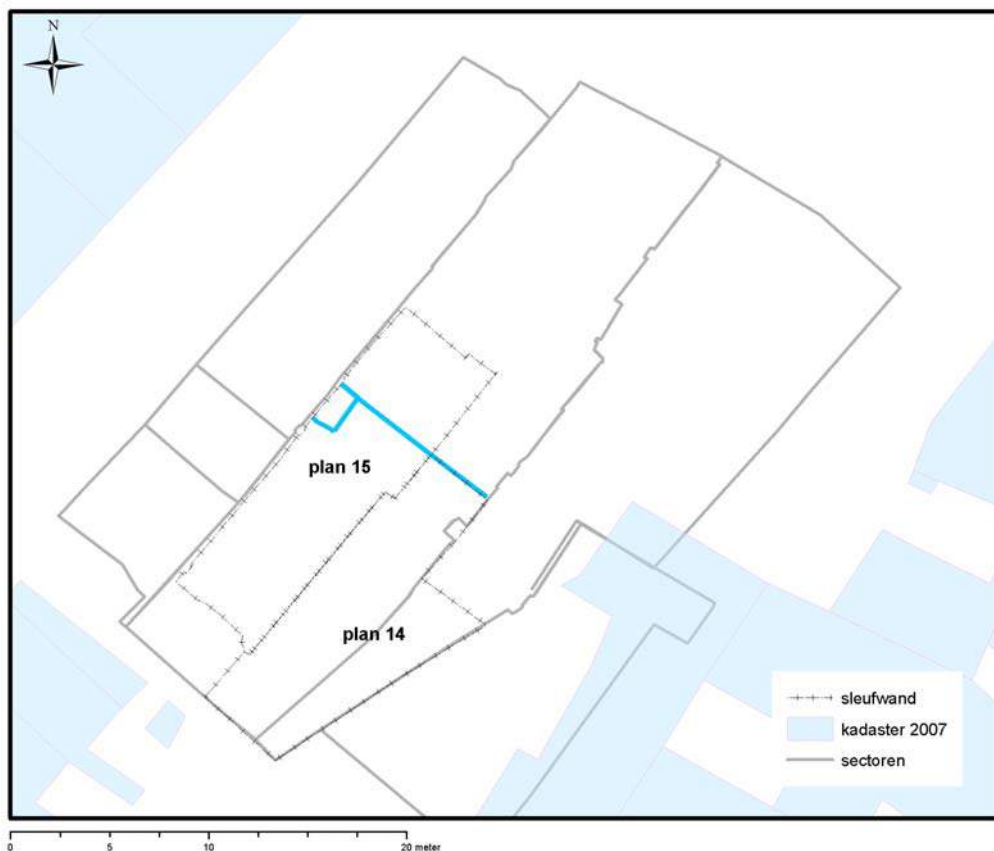 N
plan 15
plan 14
sleufwand
kadaster 2007
sectoren
0 5 10 20 meter